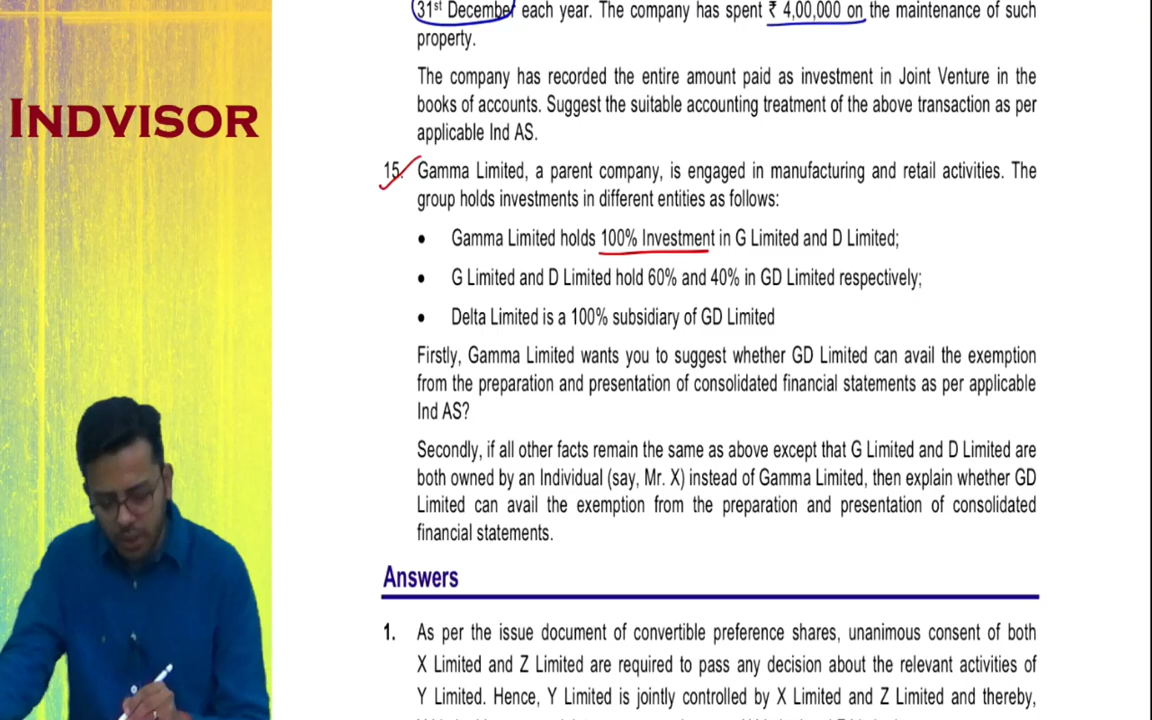 31st December each year. The company has spent ₹ 4,00,000 on the maintenance of such
property.
The company has recorded the entire amount paid as investment in Joint Venture in the
books of accounts. Suggest the suitable accounting treatment of the above transaction as per
applicable Ind AS.
INDVISOR
15. Gamma Limited, a parent company, is engaged in manufacturing and retail activities. The
group holds investments in different entities as follows:
• Gamma Limited holds 100% Investment in G Limited and D Limited;
• G Limited and D Limited hold 60% and 40% in GD Limited respectively;
• Delta Limited is a 100% subsidiary of GD Limited
Firstly, Gamma Limited wants you to suggest whether GD Limited can avail the exemption
from the preparation and presentation of consolidated financial statements as per applicable
Ind AS?
Secondly, if all other facts remain the same as above except that G Limited and D Limited are
both owned by an Individual (say, Mr. X) instead of Gamma Limited, then explain whether GD
Limited can avail the exemption from the preparation and presentation of consolidated
financial statements.
Answers
1. As per the issue document of convertible preference shares, unanimous consent of both
X Limited and Z Limited are required to pass any decision about the relevant activities of
Y Limited. Hence, Y Limited is jointly controlled by X Limited and Z Limited and thereby,